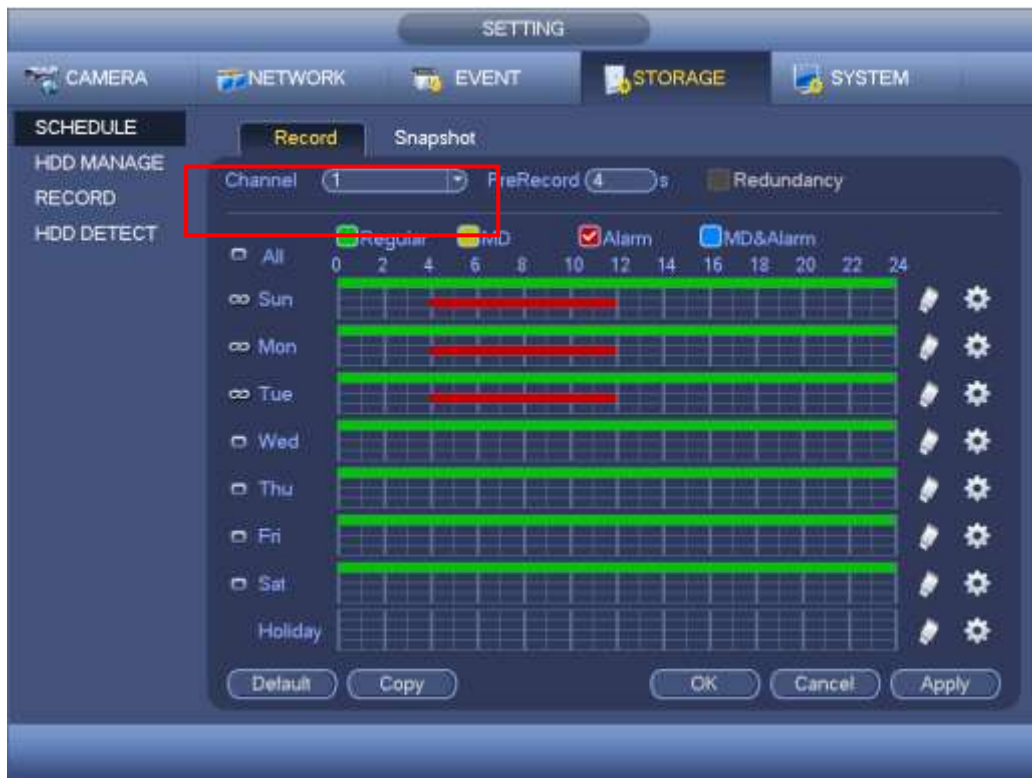 SETTING
CAMERA NETWORK EVENT STORAGE SYSTEM
SCHEDULE
HDD MANAGE
RECORD
HDD DETECT
Record Snapshot
Channel 1 PreRecord 4 s Redundancy
Regular MD Alarm MD&Alarm
All 0 2 4 6 8 10 12 14 16 18 20 22 24
Sun
Mon
Tue
Wed
Thu
Fri
Sat
Holiday
Default Copy OK Cancel Apply